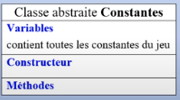 Classe abstraite Constantes
Variables
contient toutes les constantes du jeu
Constructeur
Méthodes